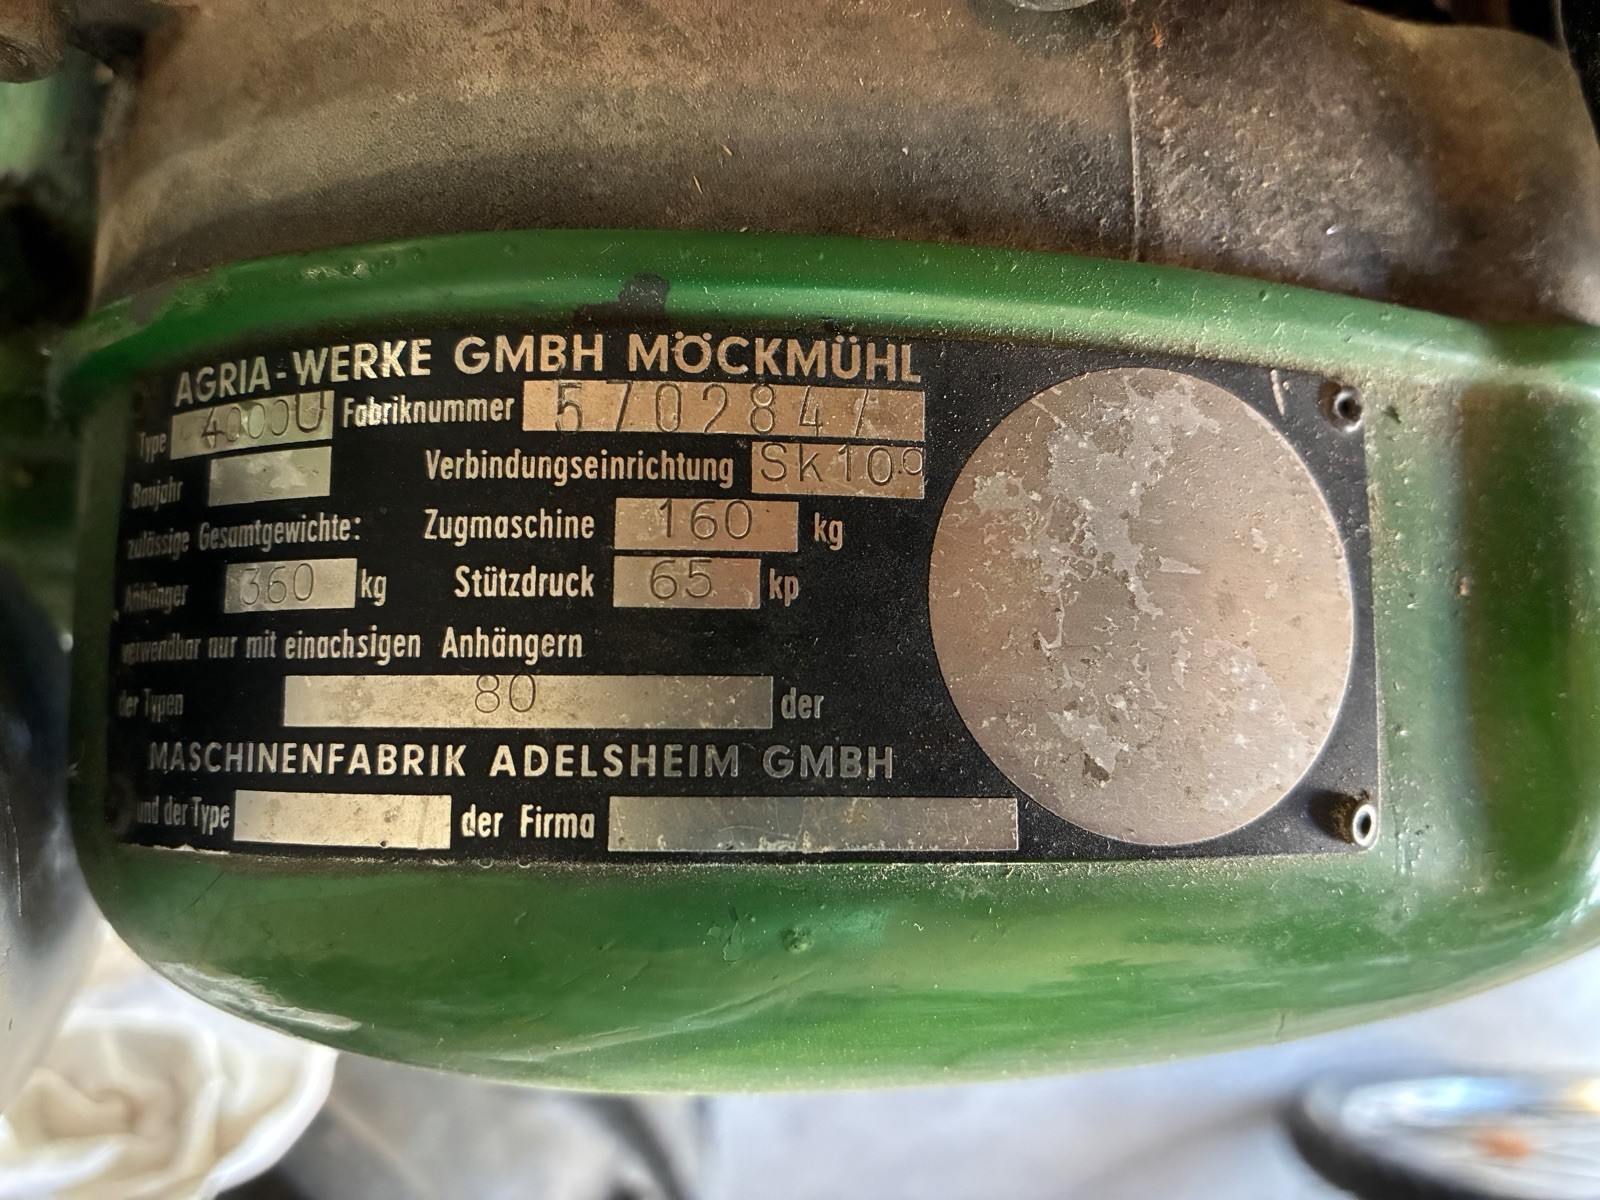 AGRIA-WERKE GMBH MÖCKMÜHL
Type 4000U Fabriknummer 570284/
Baujahr Verbindungseinrichtung Sk10.9
zulässige Gesamtgewichte: Zugmaschine 160 kg
Anhänger 360 kg Stützdruck 65 kp
verwendbar nur mit einachsigen Anhängern
der Typen 80 der
MASCHINENFABRIK ADELSHEIM GMBH
und der Type der Firma